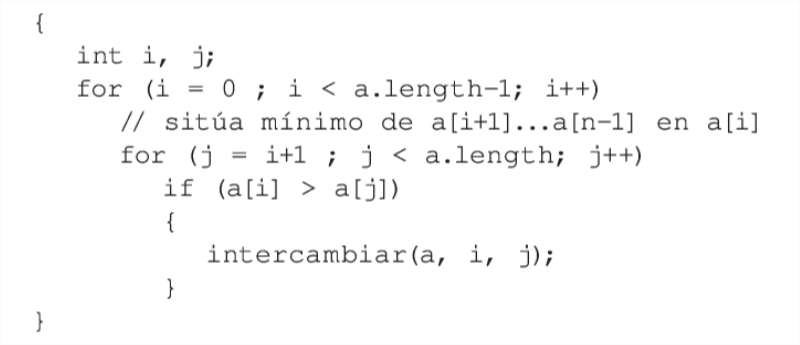 {
int i, j;
for (i = 0 ; i < a.length-1; i++)
// sitúa mínimo de a[i+1]...a[n-1] en a[i]
for (j = i+1 ; j < a.length; j++)
if (a[i] > a[j])
{
intercambiar(a, i, j);
}
}